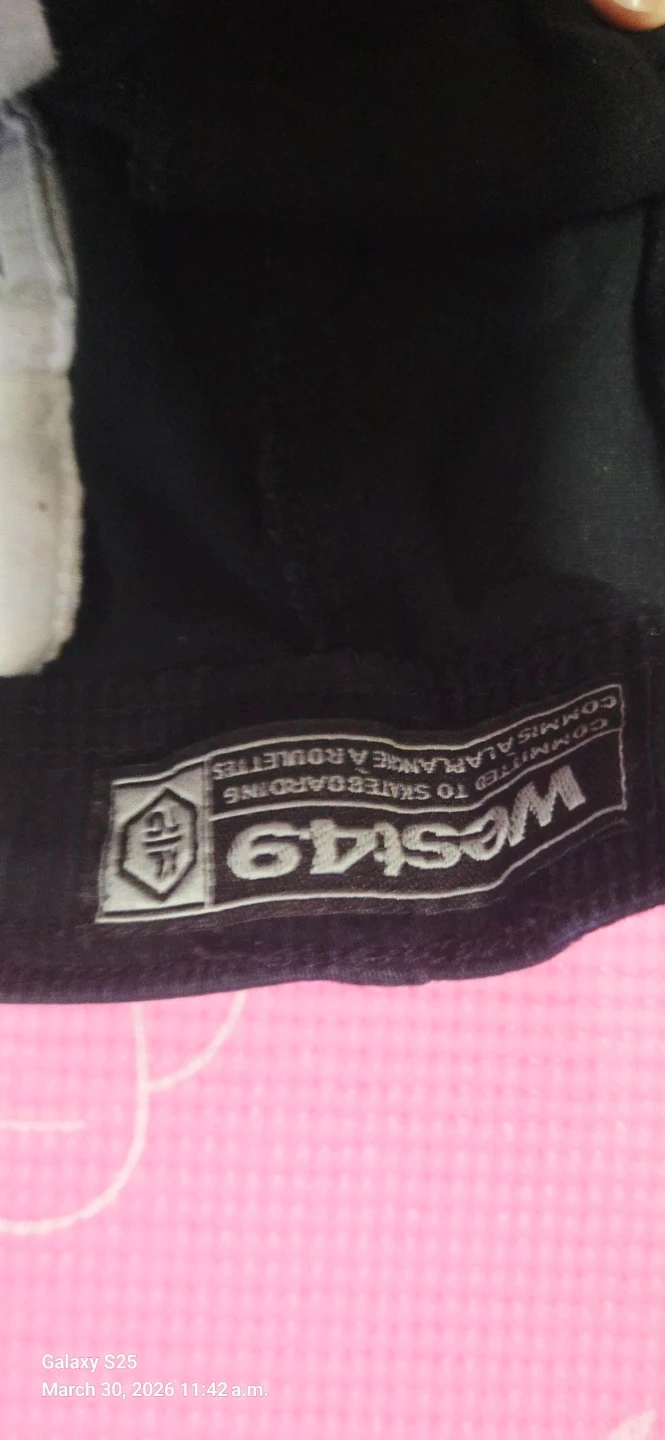 West49
COMMITTED TO SKATEBOARDING
COMMIS A LA PLANCHE À ROULETTES
Galaxy S25
March 30, 2026 11:42 a.m.